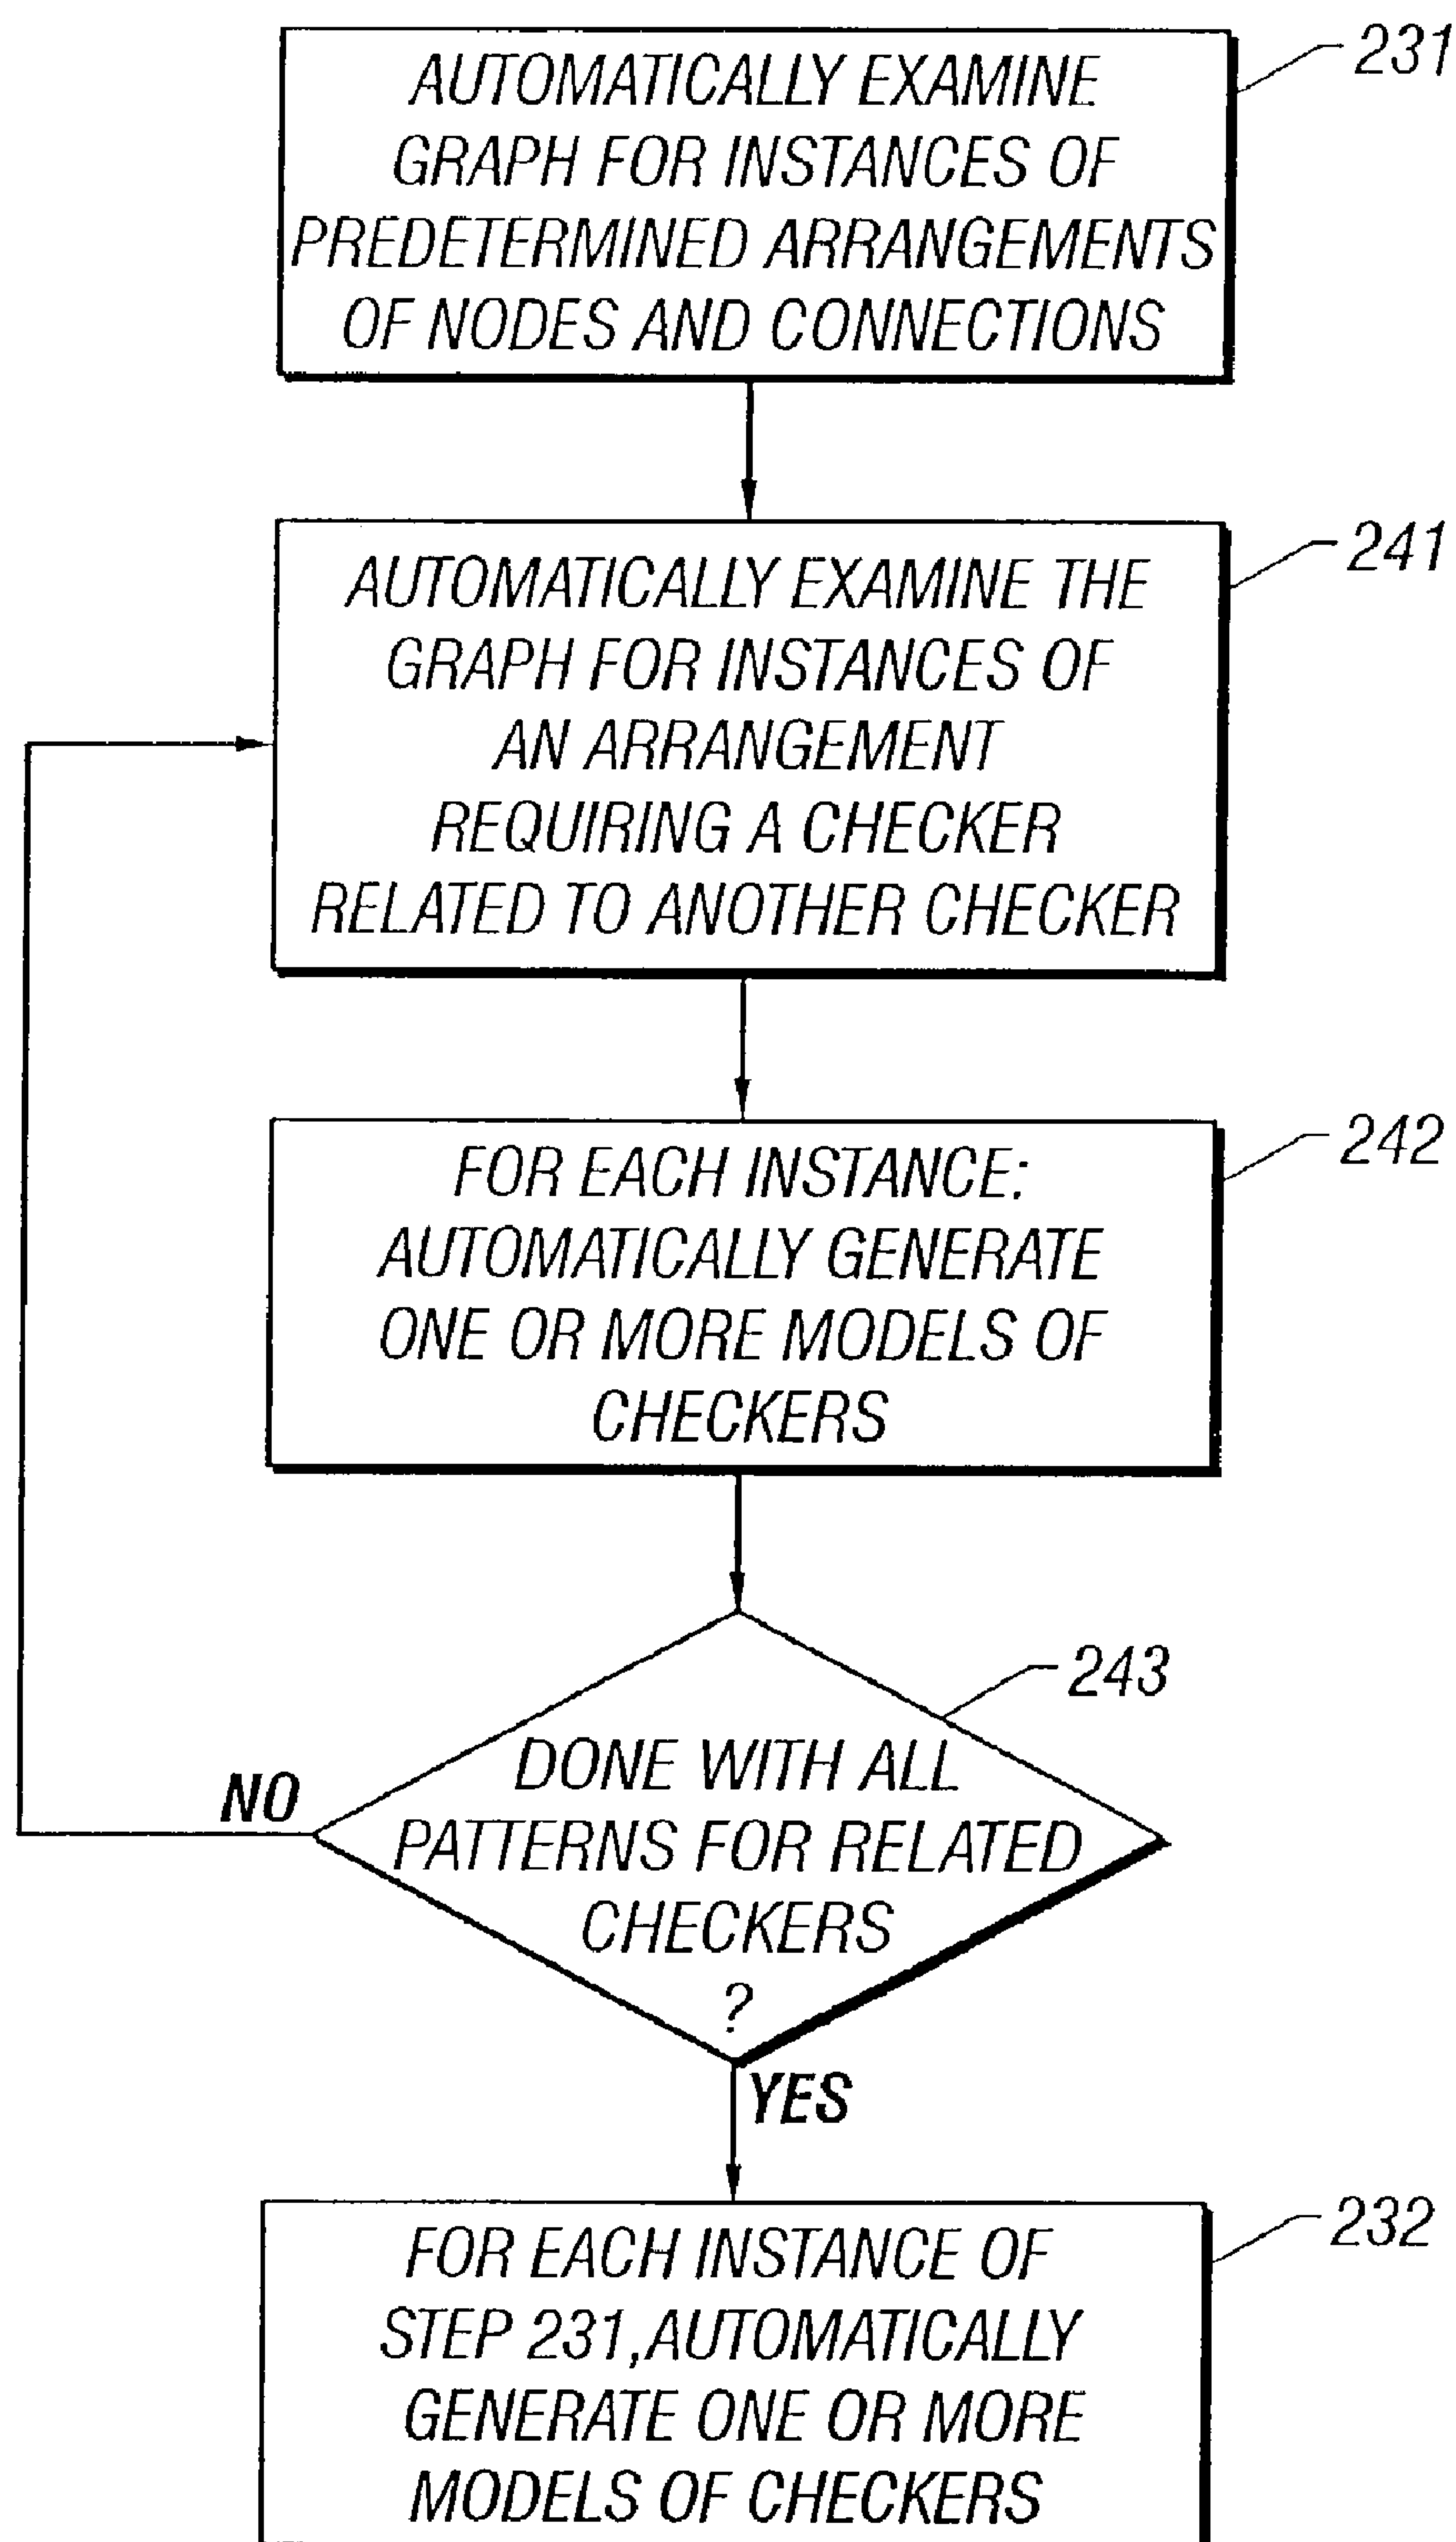 231
AUTOMATICALLY EXAMINE
GRAPH FOR INSTANCES OF
PREDETERMINED ARRANGEMENTS
OF NODES AND CONNECTIONS
241
AUTOMATICALLY EXAMINE THE
GRAPH FOR INSTANCES OF
AN ARRANGEMENT
REQUIRING A CHECKER
RELATED TO ANOTHER CHECKER
242
FOR EACH INSTANCE:
AUTOMATICALLY GENERATE
ONE OR MORE MODELS OF
CHECKERS
243
DONE WITH ALL
PATTERNS FOR RELATED
CHECKERS
?
NO
YES
232
FOR EACH INSTANCE OF
STEP 231,AUTOMATICALLY
GENERATE ONE OR MORE
MODELS OF CHECKERS